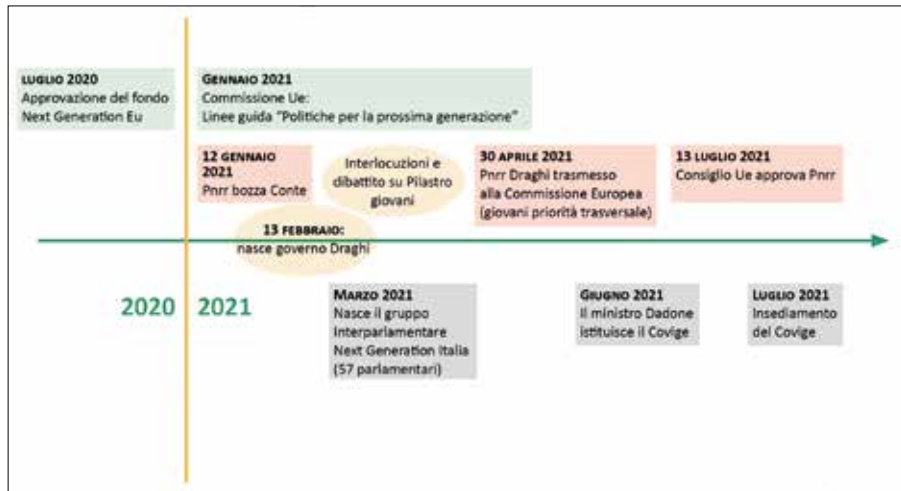 LUGLIO 2020
Approvazione del fondo
Next Generation Eu
GENNAIO 2021
Commissione Ue:
Linee guida "Politiche per la prossima generazione"
12 GENNAIO
2021
Pnrr bozza Conte
Interlocuzioni e
dibattito su Pilastro
giovani
30 APRILE 2021
Pnrr Draghi trasmesso
alla Commissione Europea
(giovani priorità trasversale)
13 LUGLIO 2021
Consiglio Ue approva Pnrr
13 FEBBRAIO:
nasce governo Draghi
2020
2021
MARZO 2021
Nasce il gruppo
Interparlamentare
Next Generation Italia
(57 parlamentari)
GIUGNO 2021
Il ministro Dadone
istituisce il Covige
LUGLIO 2021
Insediamento
del Covige